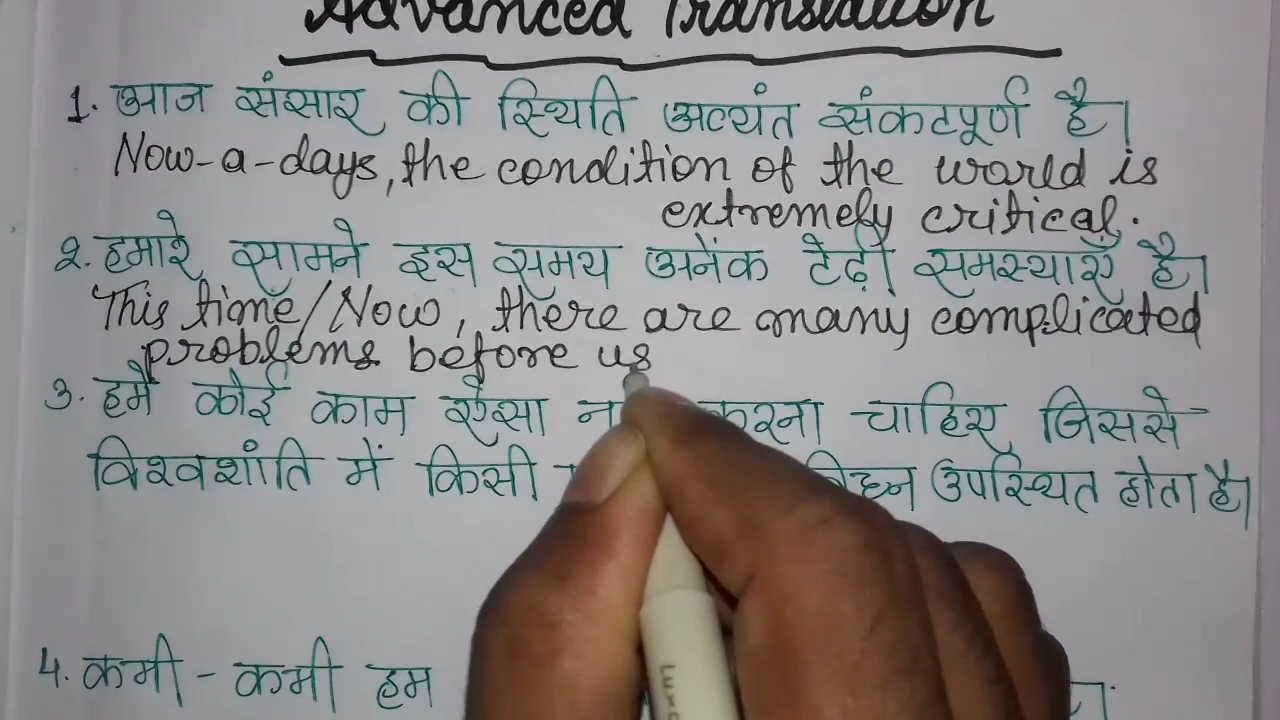 Advanced Translation
1. आज संसार की स्थिति अत्यंत संकटपूर्ण है।
Now-a-days, the condition of the world is
extremely critical.
2. हमारे सामने इस समय अनेंक टेढ़ी समस्याएँ है।
This time/Now, there are many complicated
problems before us
3. हमें कोई काम ऐसा करना चाहिए जिससे
विश्वशांति में किसी उपस्थित होता है।
4. कभी - कभी हम